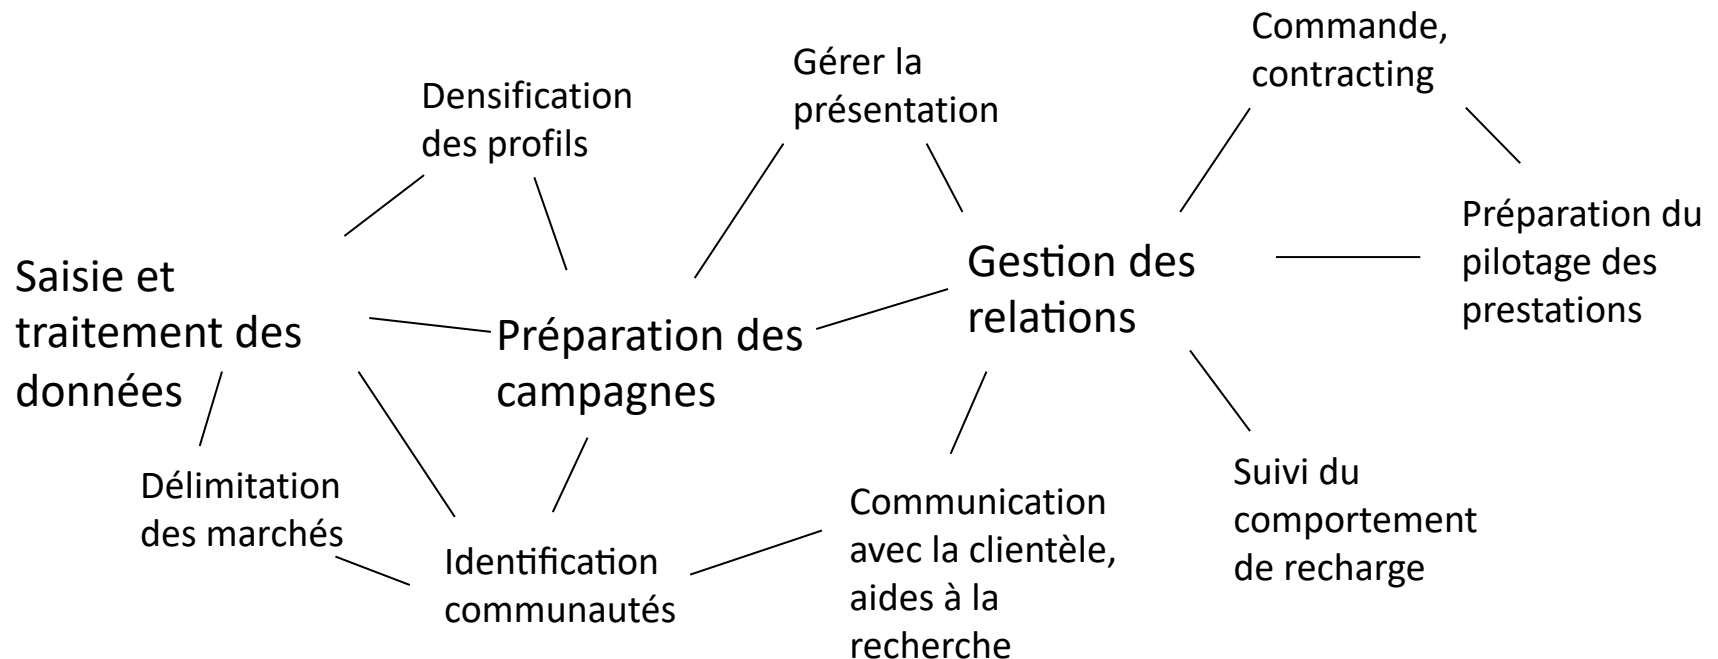 Commande,
contracting
Gérer la
présentation
Densification
des profils
Préparation du
pilotage des
prestations
Gestion des
relations
Saisie et
traitement des
données
Préparation des
campagnes
Suivi du
comportement
de recharge
Délimitation
des marchés
Communication
avec la clientèle,
aides à la
recherche
Identification
communautés